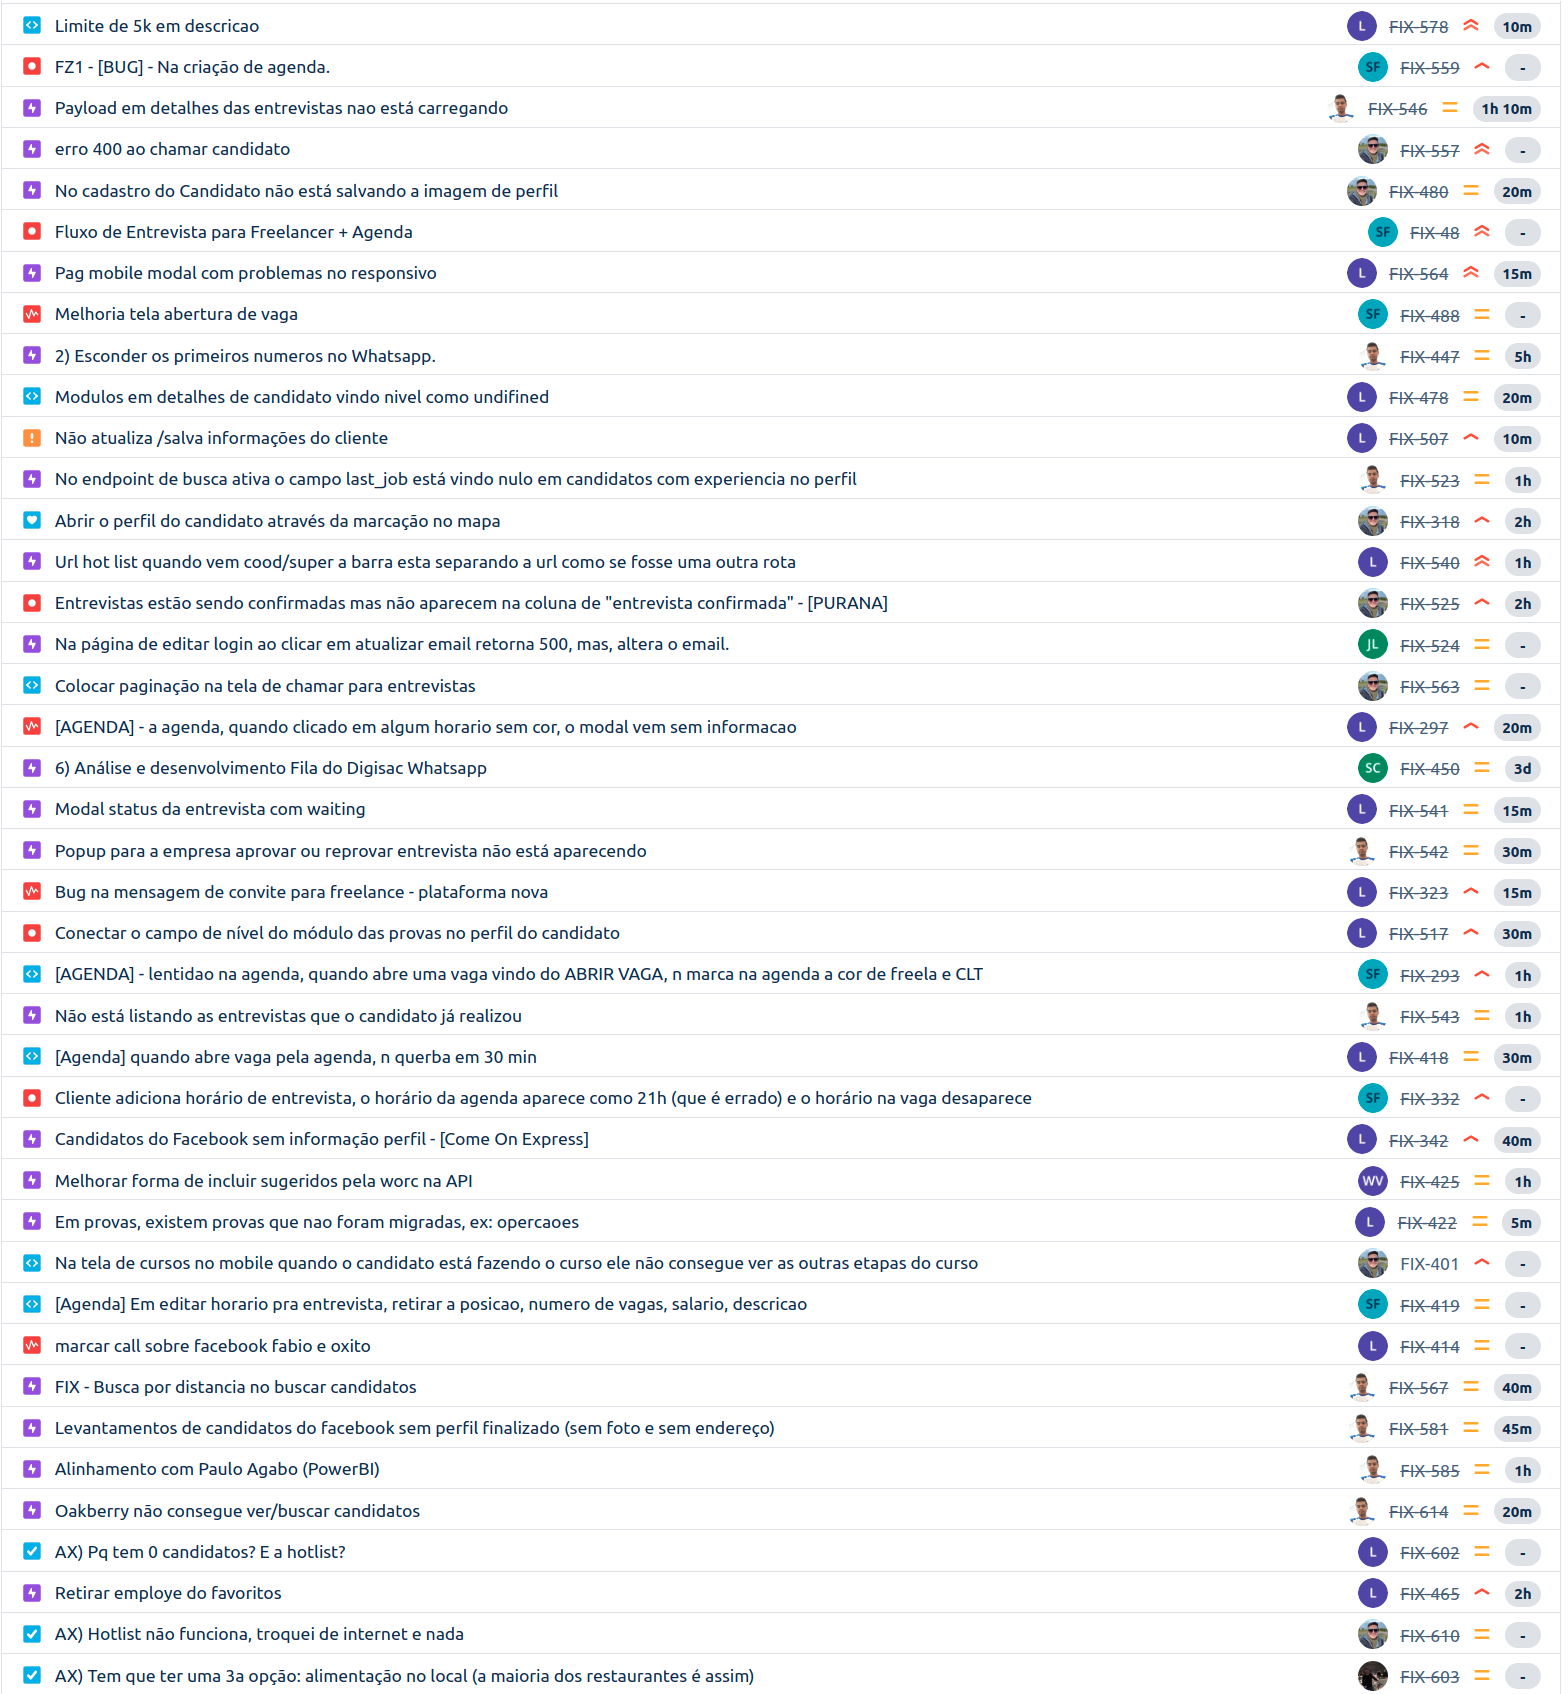 Limite de 5k em descricao L FIX-578 10m
FZ1 - [BUG] - Na criação de agenda. SF FIX-559 -
Payload em detalhes das entrevistas nao está carregando FIX-546 1h 10m
erro 400 ao chamar candidato FIX-557 -
No cadastro do Candidato não está salvando a imagem de perfil FIX-480 20m
Fluxo de Entrevista para Freelancer + Agenda SF FIX-48 -
Pag mobile modal com problemas no responsivo L FIX-564 15m
Melhoria tela abertura de vaga SF FIX-488 -
2) Esconder os primeiros numeros no Whatsapp. FIX-447 5h
Modulos em detalhes de candidato vindo nivel como undifined L FIX-478 20m
Não atualiza /salva informações do cliente L FIX-507 10m
No endpoint de busca ativa o campo last_job está vindo nulo em candidatos com experiencia no perfil FIX-523 1h
Abrir o perfil do candidato através da marcação no mapa FIX-318 2h
Url hot list quando vem cood/super a barra esta separando a url como se fosse uma outra rota L FIX-540 1h
Entrevistas estão sendo confirmadas mas não aparecem na coluna de "entrevista confirmada" - [PURANA] FIX-525 2h
Na página de editar login ao clicar em atualizar email retorna 500, mas, altera o email. JL FIX-524 -
Colocar paginação na tela de chamar para entrevistas FIX-563 -
[AGENDA] - a agenda, quando clicado em algum horario sem cor, o modal vem sem informacao L FIX-297 20m
6) Análise e desenvolvimento Fila do Digisac Whatsapp SC FIX-450 3d
Modal status da entrevista com waiting L FIX-541 15m
Popup para a empresa aprovar ou reprovar entrevista não está aparecendo FIX-542 30m
Bug na mensagem de convite para freelance - plataforma nova L FIX-323 15m
Conectar o campo de nível do módulo das provas no perfil do candidato L FIX-517 30m
[AGENDA] - lentidao na agenda, quando abre uma vaga vindo do ABRIR VAGA, n marca na agenda a cor de freela e CLT SF FIX-293 1h
Não está listando as entrevistas que o candidato já realizou FIX-543 1h
[Agenda] quando abre vaga pela agenda, n querba em 30 min L FIX-418 30m
Cliente adiciona horário de entrevista, o horário da agenda aparece como 21h (que é errado) e o horário na vaga desaparece SF FIX-332 -
Candidatos do Facebook sem informação perfil - [Come On Express] L FIX-342 40m
Melhorar forma de incluir sugeridos pela worc na API WV FIX-425 1h
Em provas, existem provas que nao foram migradas, ex: opercaoes L FIX-422 5m
Na tela de cursos no mobile quando o candidato está fazendo o curso ele não consegue ver as outras etapas do curso FIX-401 -
[Agenda] Em editar horario pra entrevista, retirar a posicao, numero de vagas, salario, descricao SF FIX-419 -
marcar call sobre facebook fabio e oxito L FIX-414 -
FIX - Busca por distancia no buscar candidatos FIX-567 40m
Levantamentos de candidatos do facebook sem perfil finalizado (sem foto e sem endereço) FIX-581 45m
Alinhamento com Paulo Agabo (PowerBI) FIX-585 1h
Oakberry não consegue ver/buscar candidatos FIX-614 20m
AX) Pq tem 0 candidatos? E a hotlist? L FIX-602 -
Retirar employe do favoritos L FIX-465 2h
AX) Hotlist não funciona, troquei de internet e nada FIX-610 -
AX) Tem que ter uma 3a opção: alimentação no local (a maioria dos restaurantes é assim) FIX-603 -